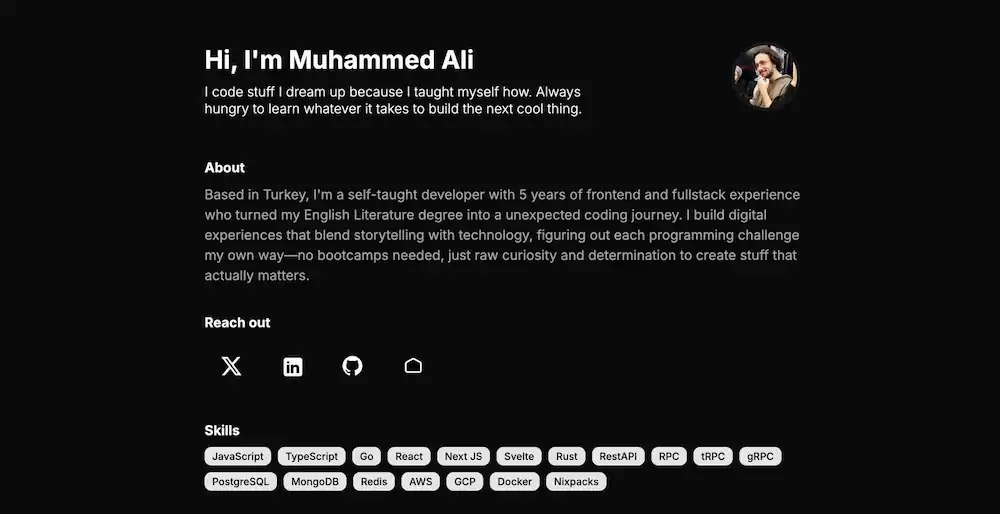 Hi, I'm Muhammed Ali
I code stuff I dream up because I taught myself how. Always
hungry to learn whatever it takes to build the next cool thing.
About
Based in Turkey, I'm a self-taught developer with 5 years of frontend and fullstack experience
who turned my English Literature degree into a unexpected coding journey. I build digital
experiences that blend storytelling with technology, figuring out each programming challenge
my own way—no bootcamps needed, just raw curiosity and determination to create stuff that
actually matters.
Reach out
Skills
JavaScript TypeScript Go React Next JS Svelte Rust RestAPI RPC tRPC gRPC
PostgreSQL MongoDB Redis AWS GCP Docker Nixpacks